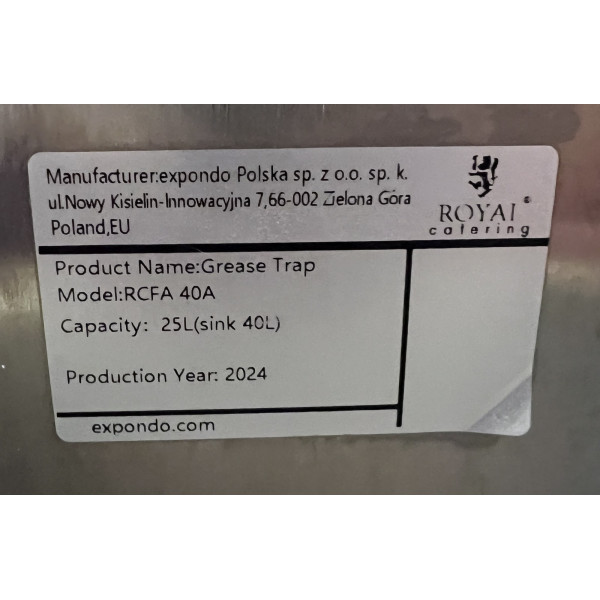 Manufacturer:expondo Polska sp. z o.o. sp. k.
ul.Nowy Kisielin-Innowacyjna 7,66-002 Zielona Góra
Poland,EU
ROYAL®
catering
Product Name:Grease Trap
Model:RCFA 40A
Capacity: 25L(sink 40L)
Production Year: 2024
expondo.com